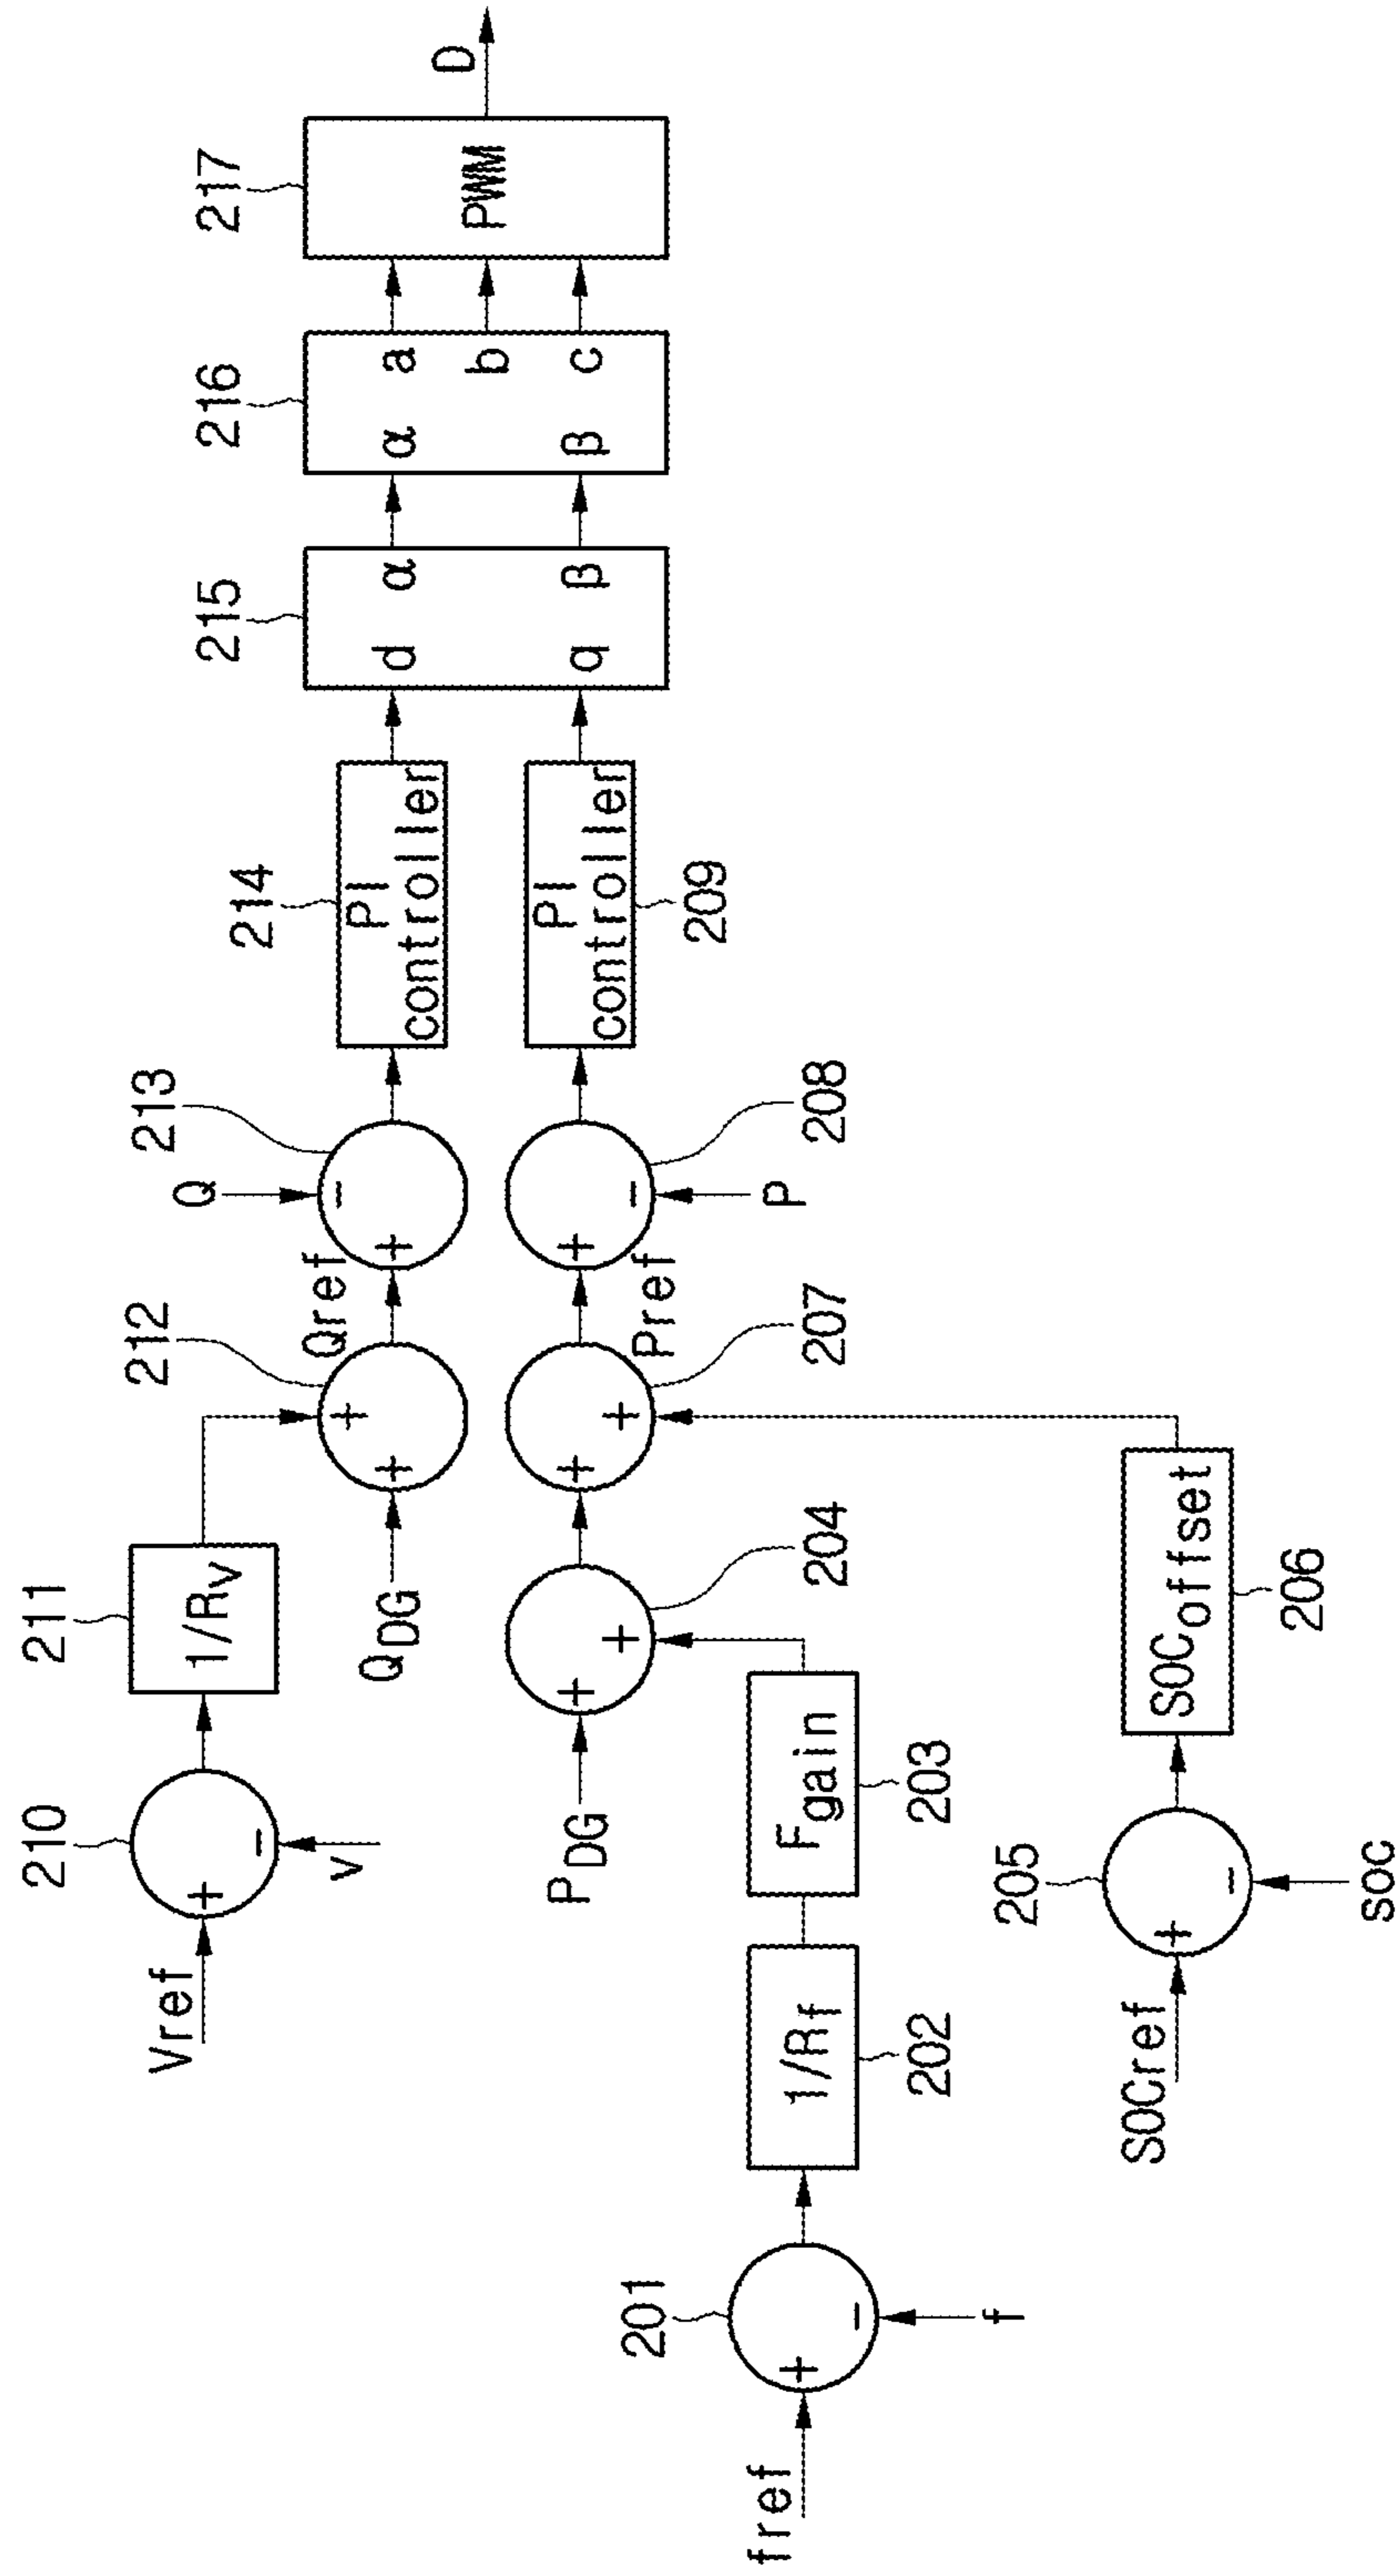 210
211
Vref
+
-
V
1/Rv
212
213
Q
QDG
+
+
Qref
+
-
214
PI
controller
215
d
α
q
β
216
α
a
b
β
c
217
PWM
D
PDG
+
+
204
+
+
207
Pref
+
-
208
P
PI
controller
209
201
fref
+
-
f
1/Rf
202
Fgain
203
205
SOCref
+
-
SOC
SOCoffset
206